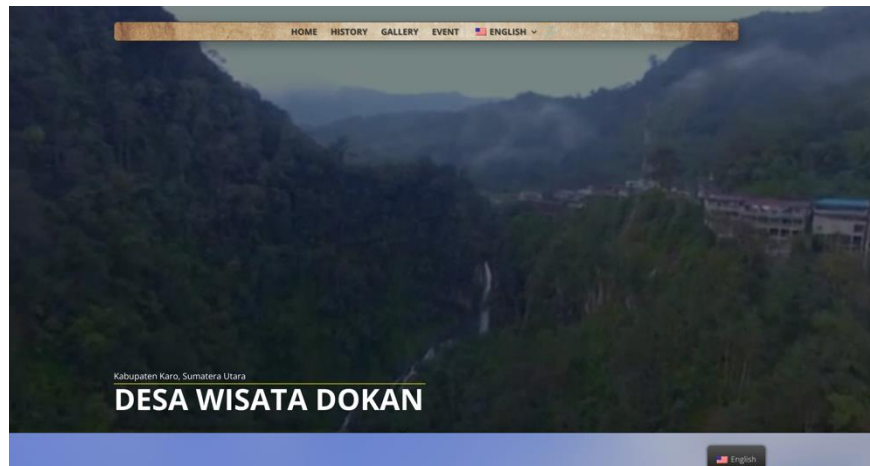 HOME HISTORY GALLERY EVENT ENGLISH
Kabupaten Karo, Sumatera Utara
DESA WISATA DOKAN
English